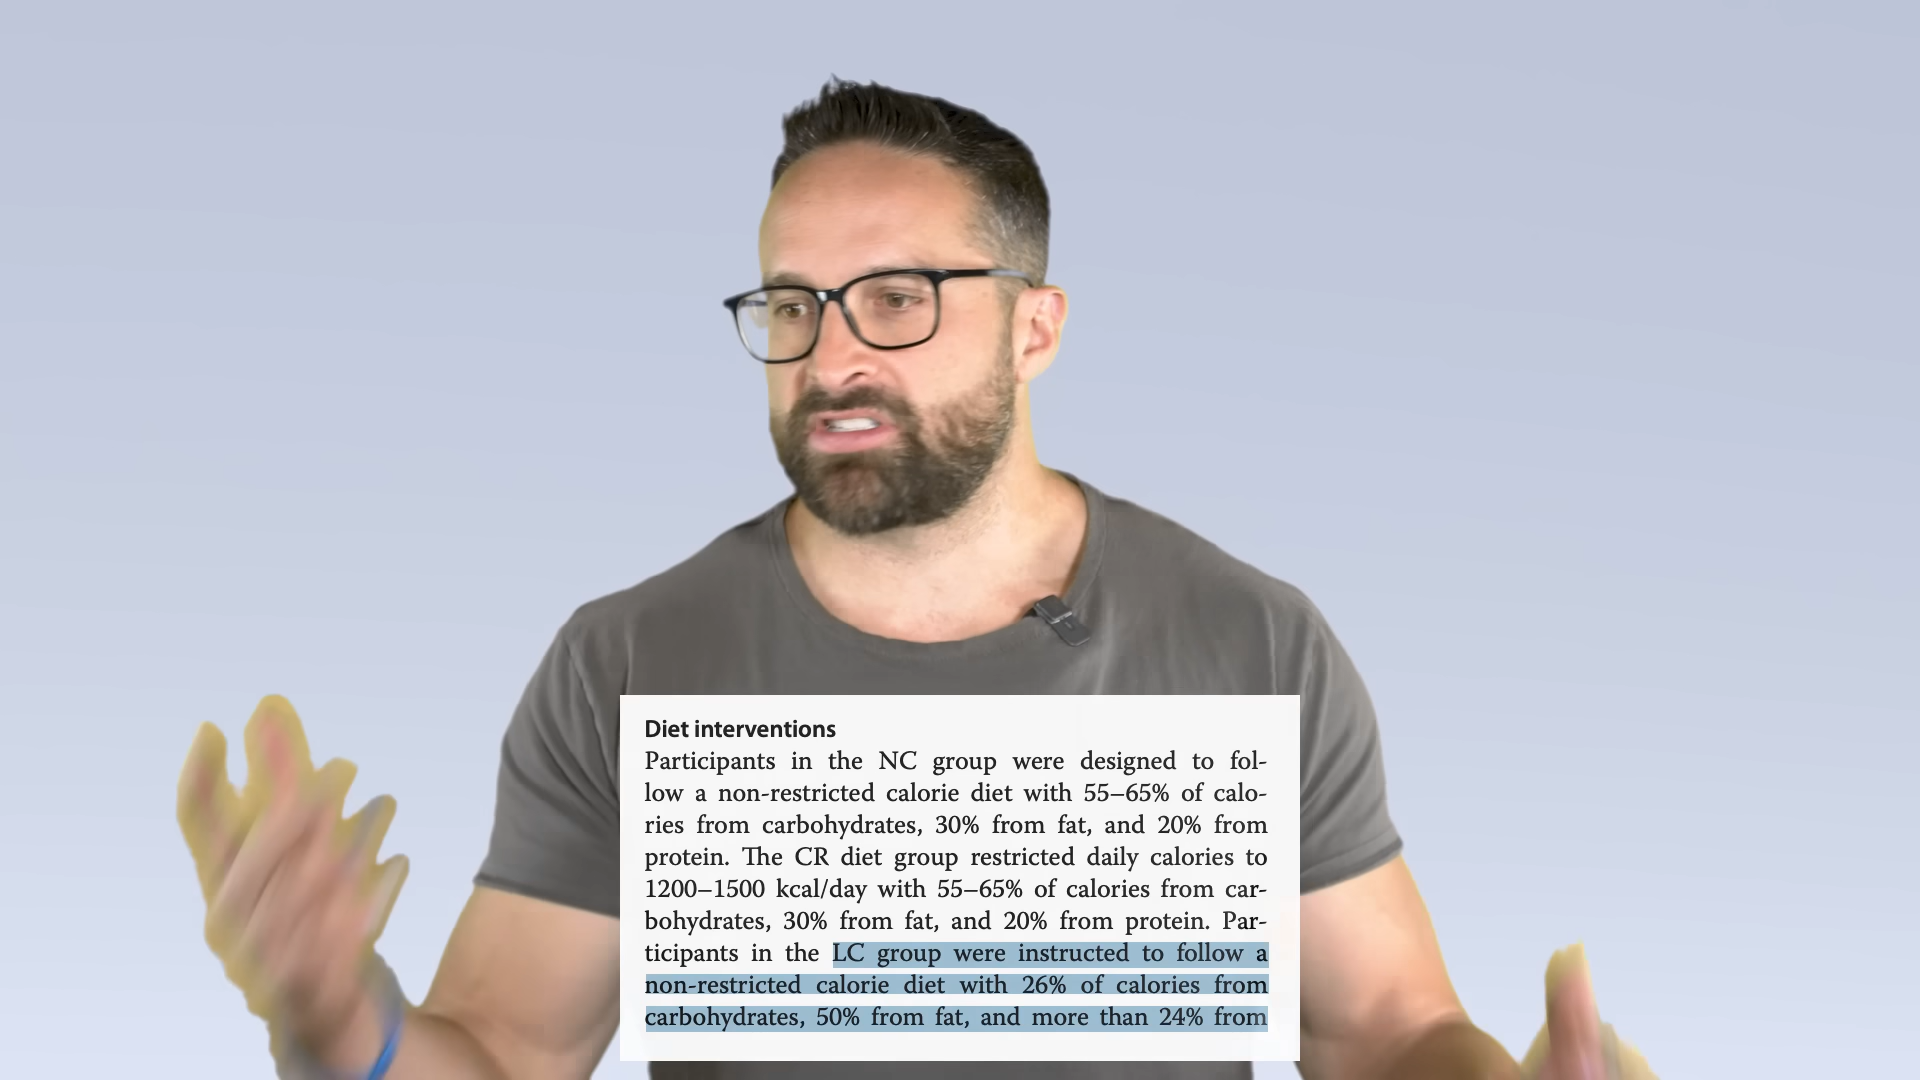 Diet interventions
Participants in the NC group were designed to fol-
low a non-restricted calorie diet with 55–65% of calo-
ries from carbohydrates, 30% from fat, and 20% from
protein. The CR diet group restricted daily calories to
1200–1500 kcal/day with 55–65% of calories from car-
bohydrates, 30% from fat, and 20% from protein. Par-
ticipants in the LC group were instructed to follow a
non-restricted calorie diet with 26% of calories from
carbohydrates, 50% from fat, and more than 24% from